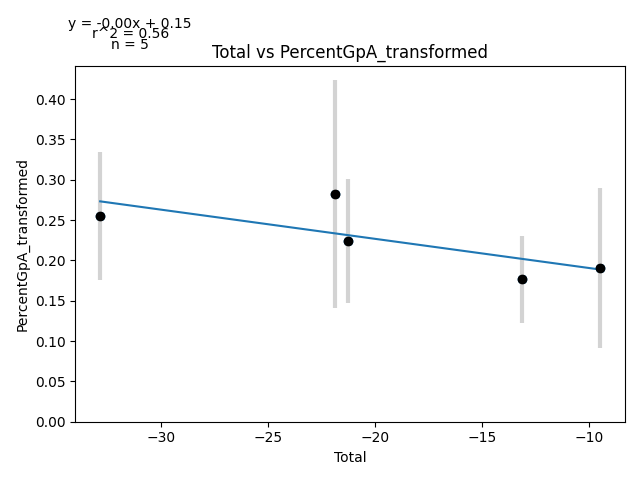 y = -0.00x + 0.15
r^2 = 0.56
n = 5
Total vs PercentGpA_transformed
PercentGpA_transformed
0.40
0.35
0.30
0.25
0.20
0.15
0.10
0.05
0.00
−30
−25
−20
−15
−10
Total